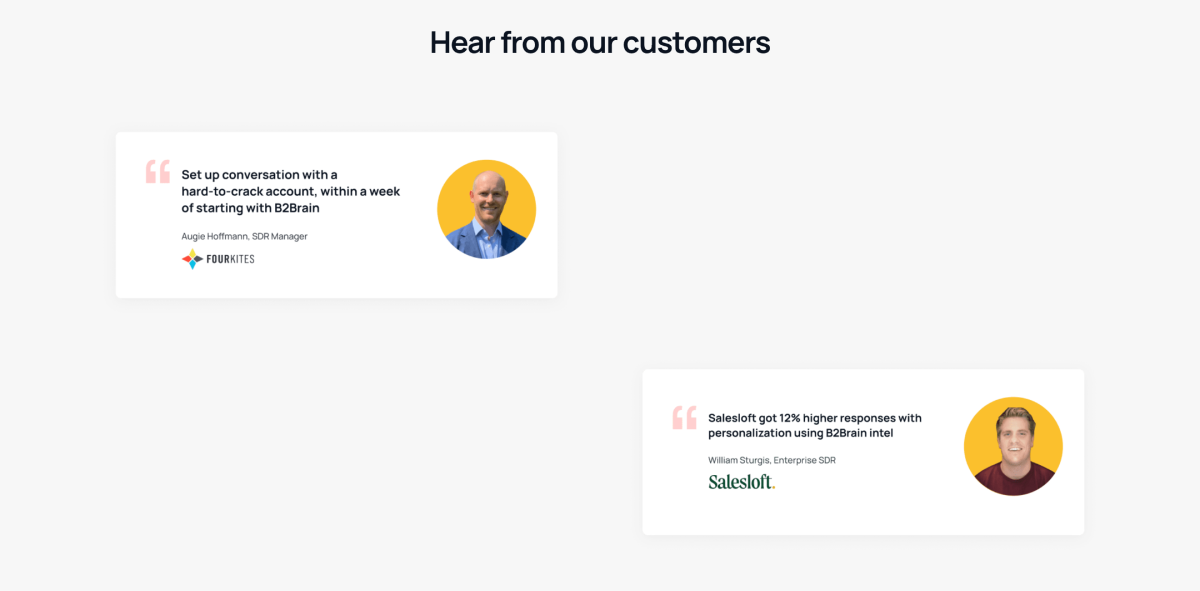 Hear from our customers
Set up conversation with a
hard-to-crack account, within a week
of starting with B2Brain
Augie Hoffmann, SDR Manager
FOURKITES
Salesloft got 12% higher responses with
personalization using B2Brain intel
William Sturgis, Enterprise SDR
Salesloft.